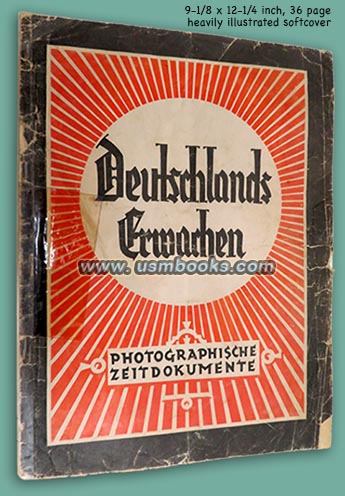 9-1/8 x 12-1/4 inch, 36 page
heavily illustrated softcover
Deutschlands
Erwachen
www.usmbooks.com
PHOTOGRAPHISCHE
ZEITDOKUMENTE